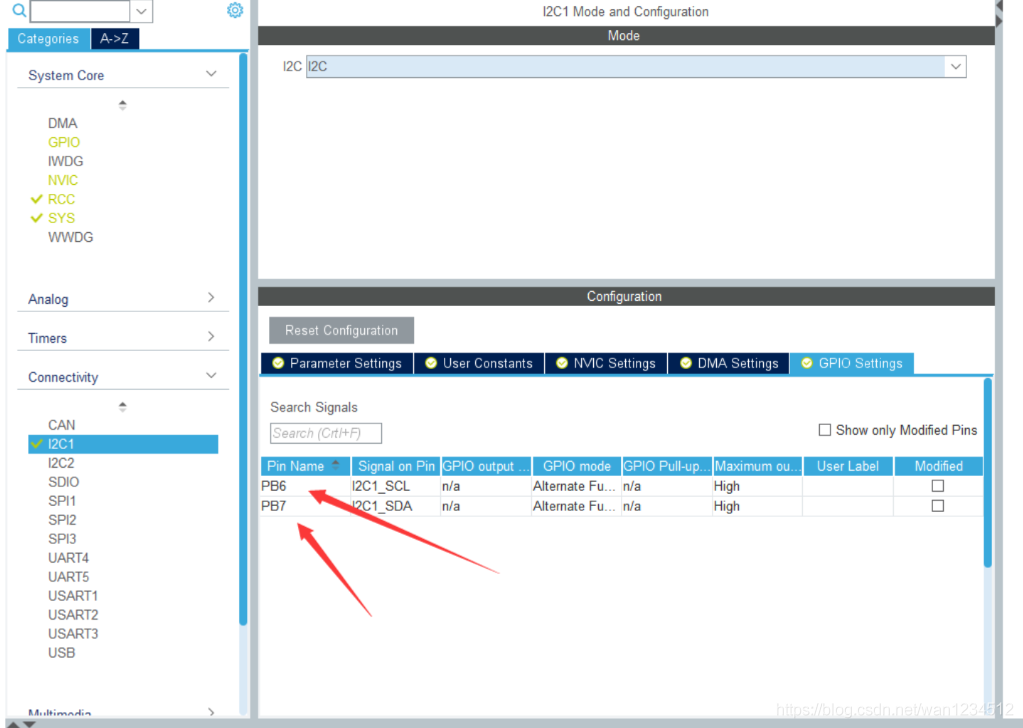 Categories
A->Z
System Core
DMA
GPIO
IWDG
NVIC
RCC
SYS
WWDG
Analog
Timers
Connectivity
CAN
I2C1
I2C2
SDIO
SPI1
SPI2
SPI3
UART4
UART5
USART1
USART2
USART3
USB
Multimedia
I2C1 Mode and Configuration
Mode
I2C I2C
Configuration
Reset Configuration
Parameter Settings User Constants NVIC Settings DMA Settings GPIO Settings
Search Signals
Search (Crtl+F)
Show only Modified Pins
Pin Name Signal on Pin GPIO output ... GPIO mode GPIO Pull-up... Maximum ou... User Label Modified
PB6 I2C1_SCL n/a Alternate Fu... n/a High
PB7 I2C1_SDA n/a Alternate Fu... n/a High
https://blog.csdn.net/wan1234512